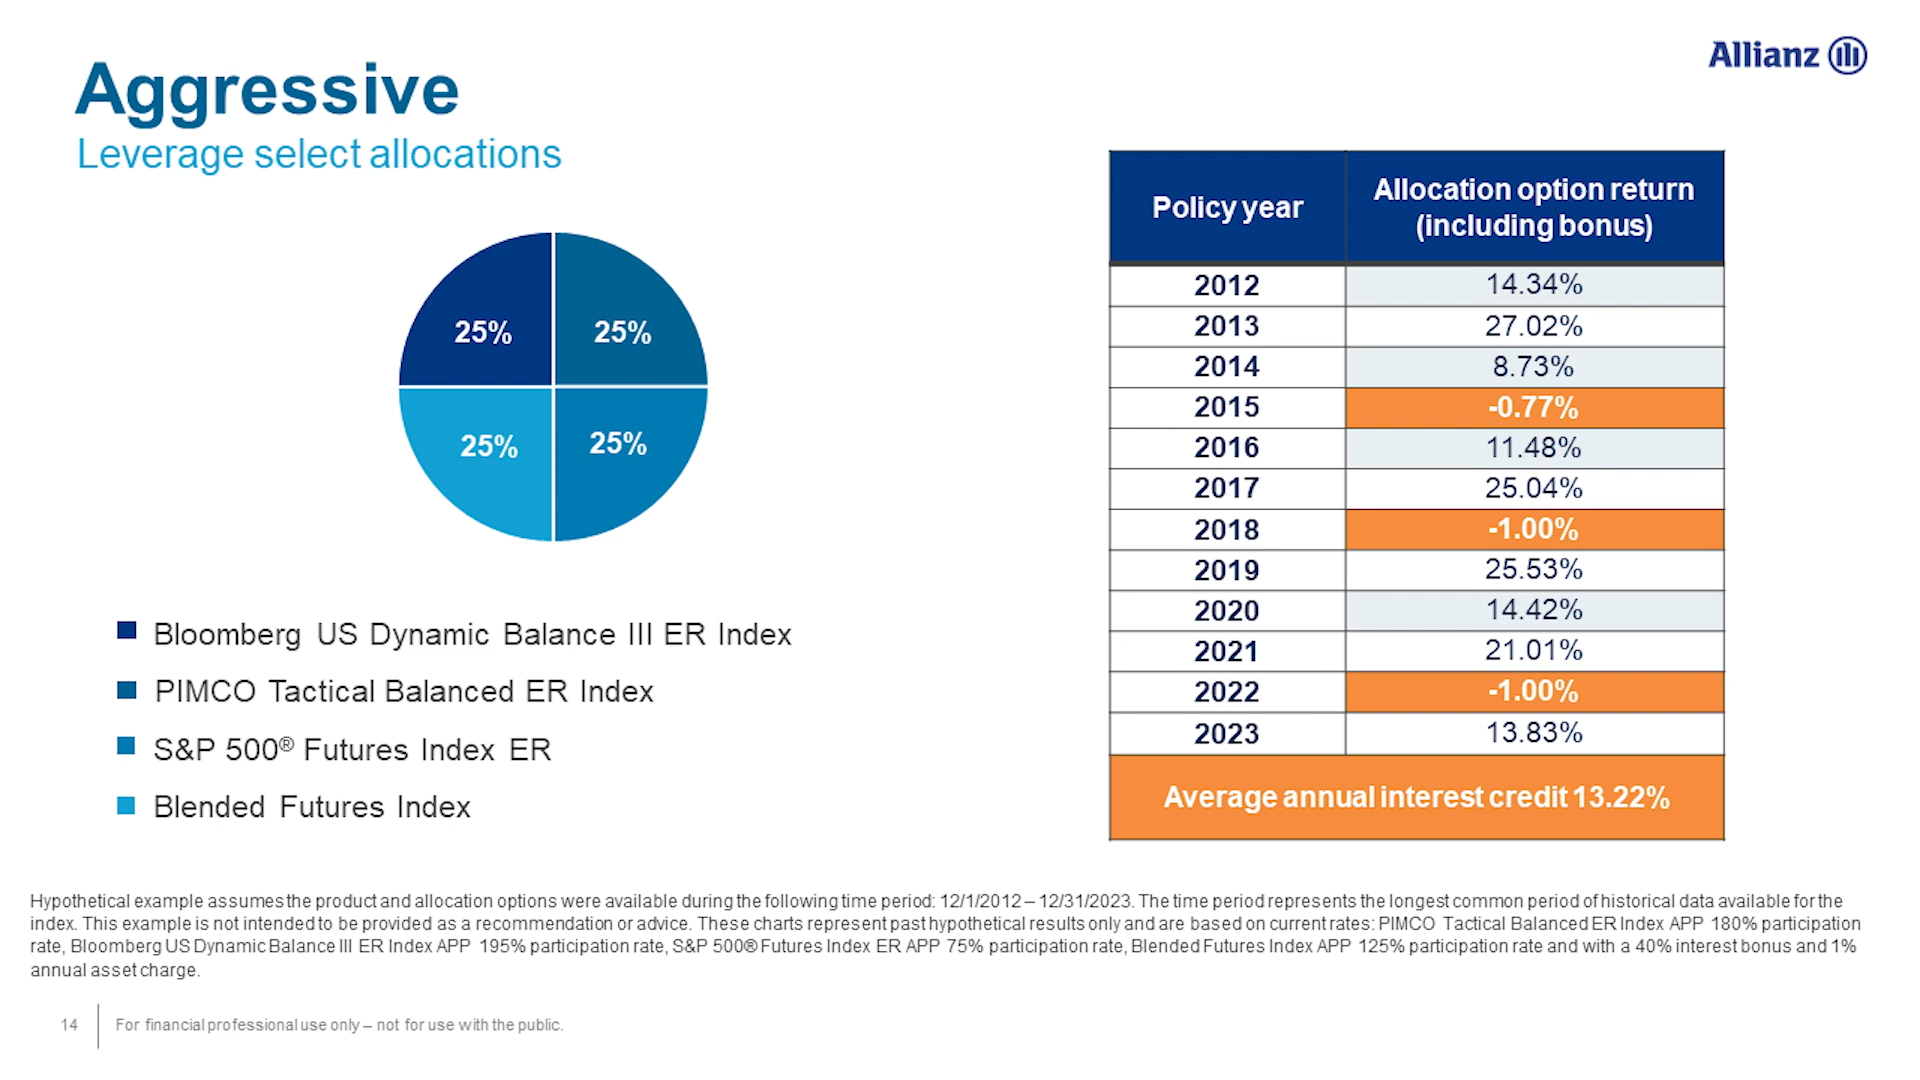 Allianz
Aggressive
Leverage select allocations
25%
25%
25%
25%
Bloomberg US Dynamic Balance III ER Index
PIMCO Tactical Balanced ER Index
S&P 500® Futures Index ER
Blended Futures Index
Policy year
Allocation option return
(including bonus)
2012 14.34%
2013 27.02%
2014 8.73%
2015 -0.77%
2016 11.48%
2017 25.04%
2018 -1.00%
2019 25.53%
2020 14.42%
2021 21.01%
2022 -1.00%
2023 13.83%
Average annual interest credit 13.22%
Hypothetical example assumes the product and allocation options were available during the following time period: 12/1/2012 – 12/31/2023. The time period represents the longest common period of historical data available for the
index. This example is not intended to be provided as a recommendation or advice. These charts represent past hypothetical results only and are based on current rates: PIMCO Tactical Balanced ER Index APP 180% participation
rate, Bloomberg US Dynamic Balance III ER Index APP 195% participation rate, S&P 500® Futures Index ER APP 75% participation rate, Blended Futures Index APP 125% participation rate and with a 40% interest bonus and 1%
annual asset charge.
14
For financial professional use only – not for use with the public.